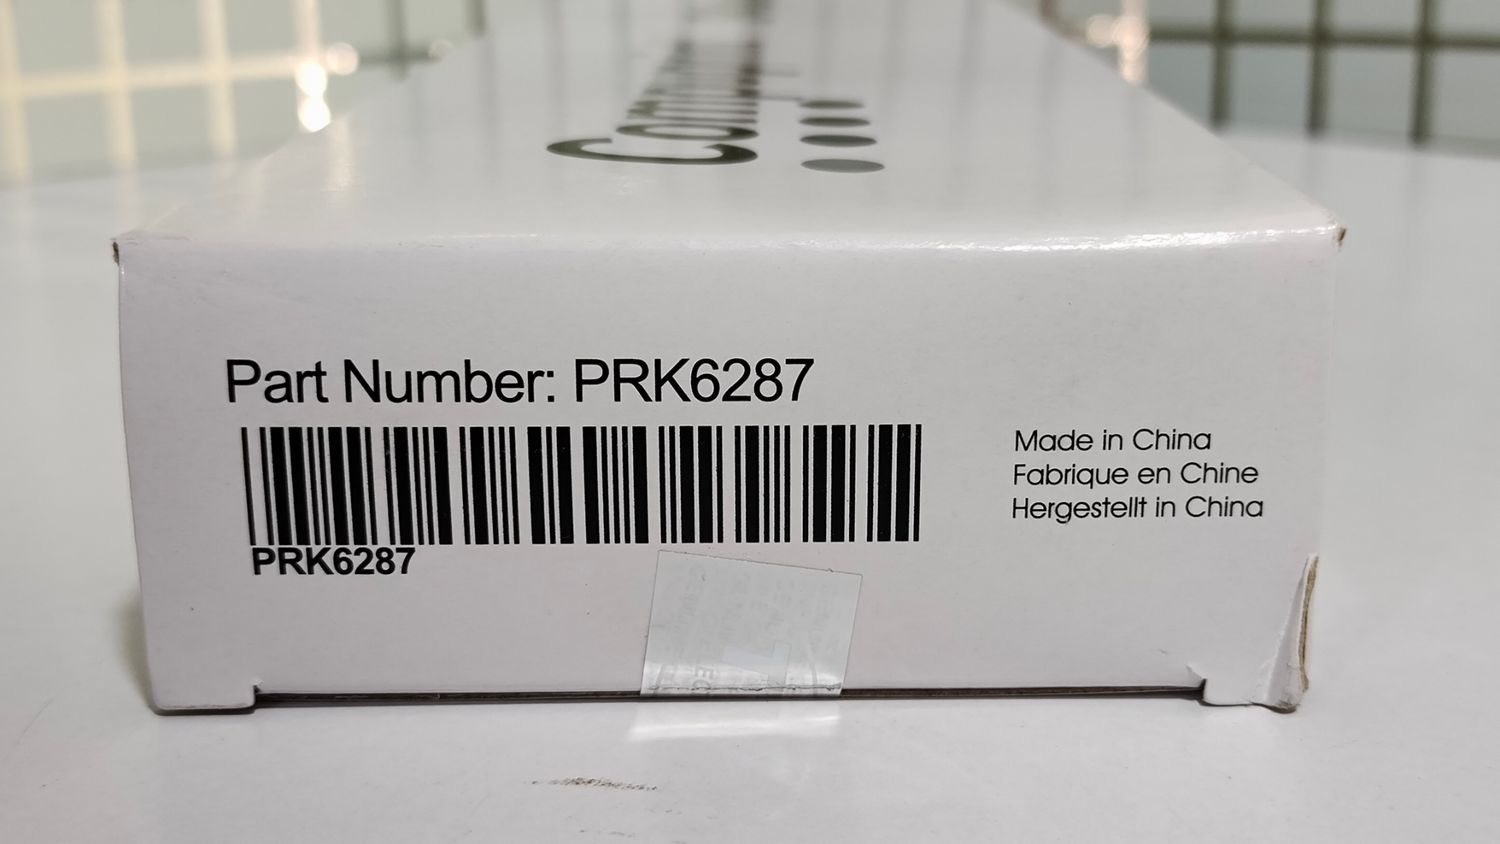 Part Number: PRK6287
PRK6287
Made in China
Fabrique en Chine
Hergestellt in China